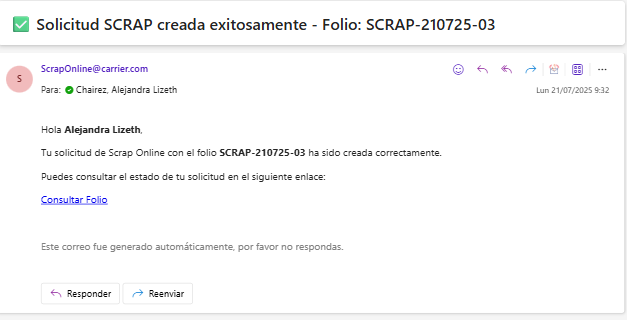 ✅ Solicitud SCRAP creada exitosamente - Folio: SCRAP-210725-03
S
ScrapOnline@carrier.com
Para: Chairez, Alejandra Lizeth
Lun 21/07/2025 9:32
Hola Alejandra Lizeth,
Tu solicitud de Scrap Online con el folio SCRAP-210725-03 ha sido creada correctamente.
Puedes consultar el estado de tu solicitud en el siguiente enlace:
Consultar Folio
Este correo fue generado automáticamente, por favor no respondas.
Responder
Reenviar